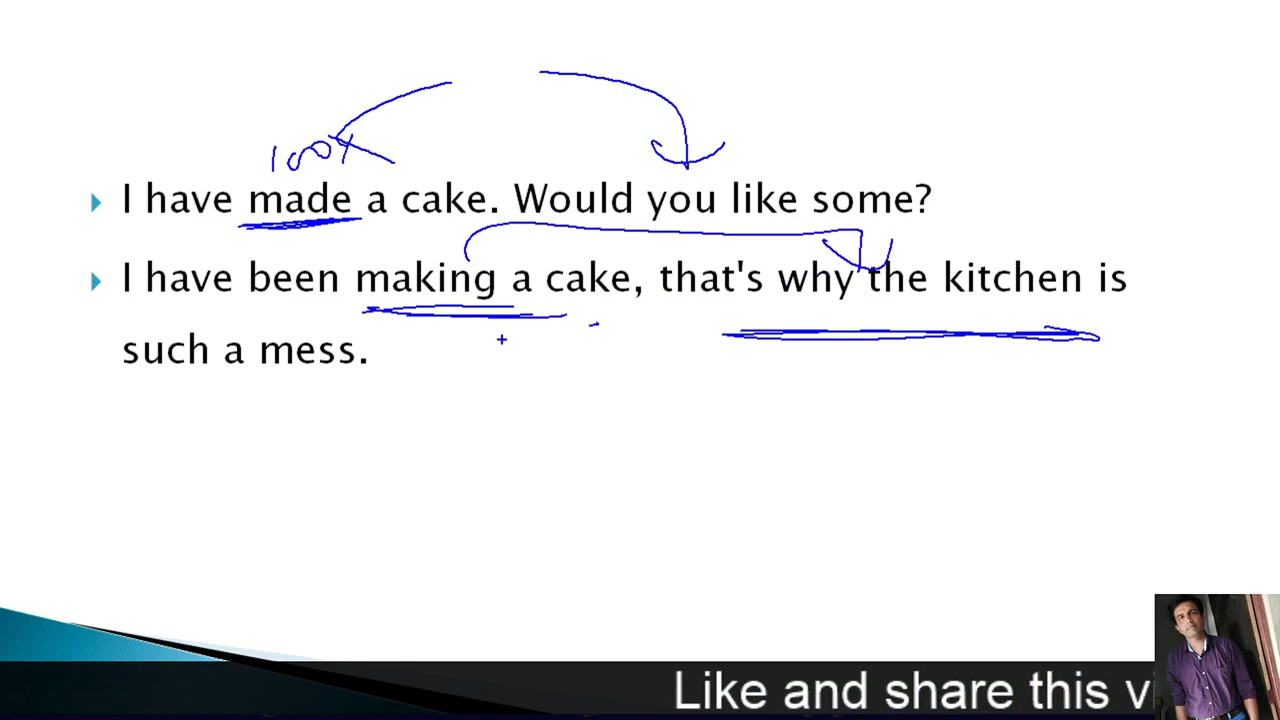 100%
I have made a cake. Would you like some?
I have been making a cake, that's why the kitchen is
such a mess.
Like and share this vi